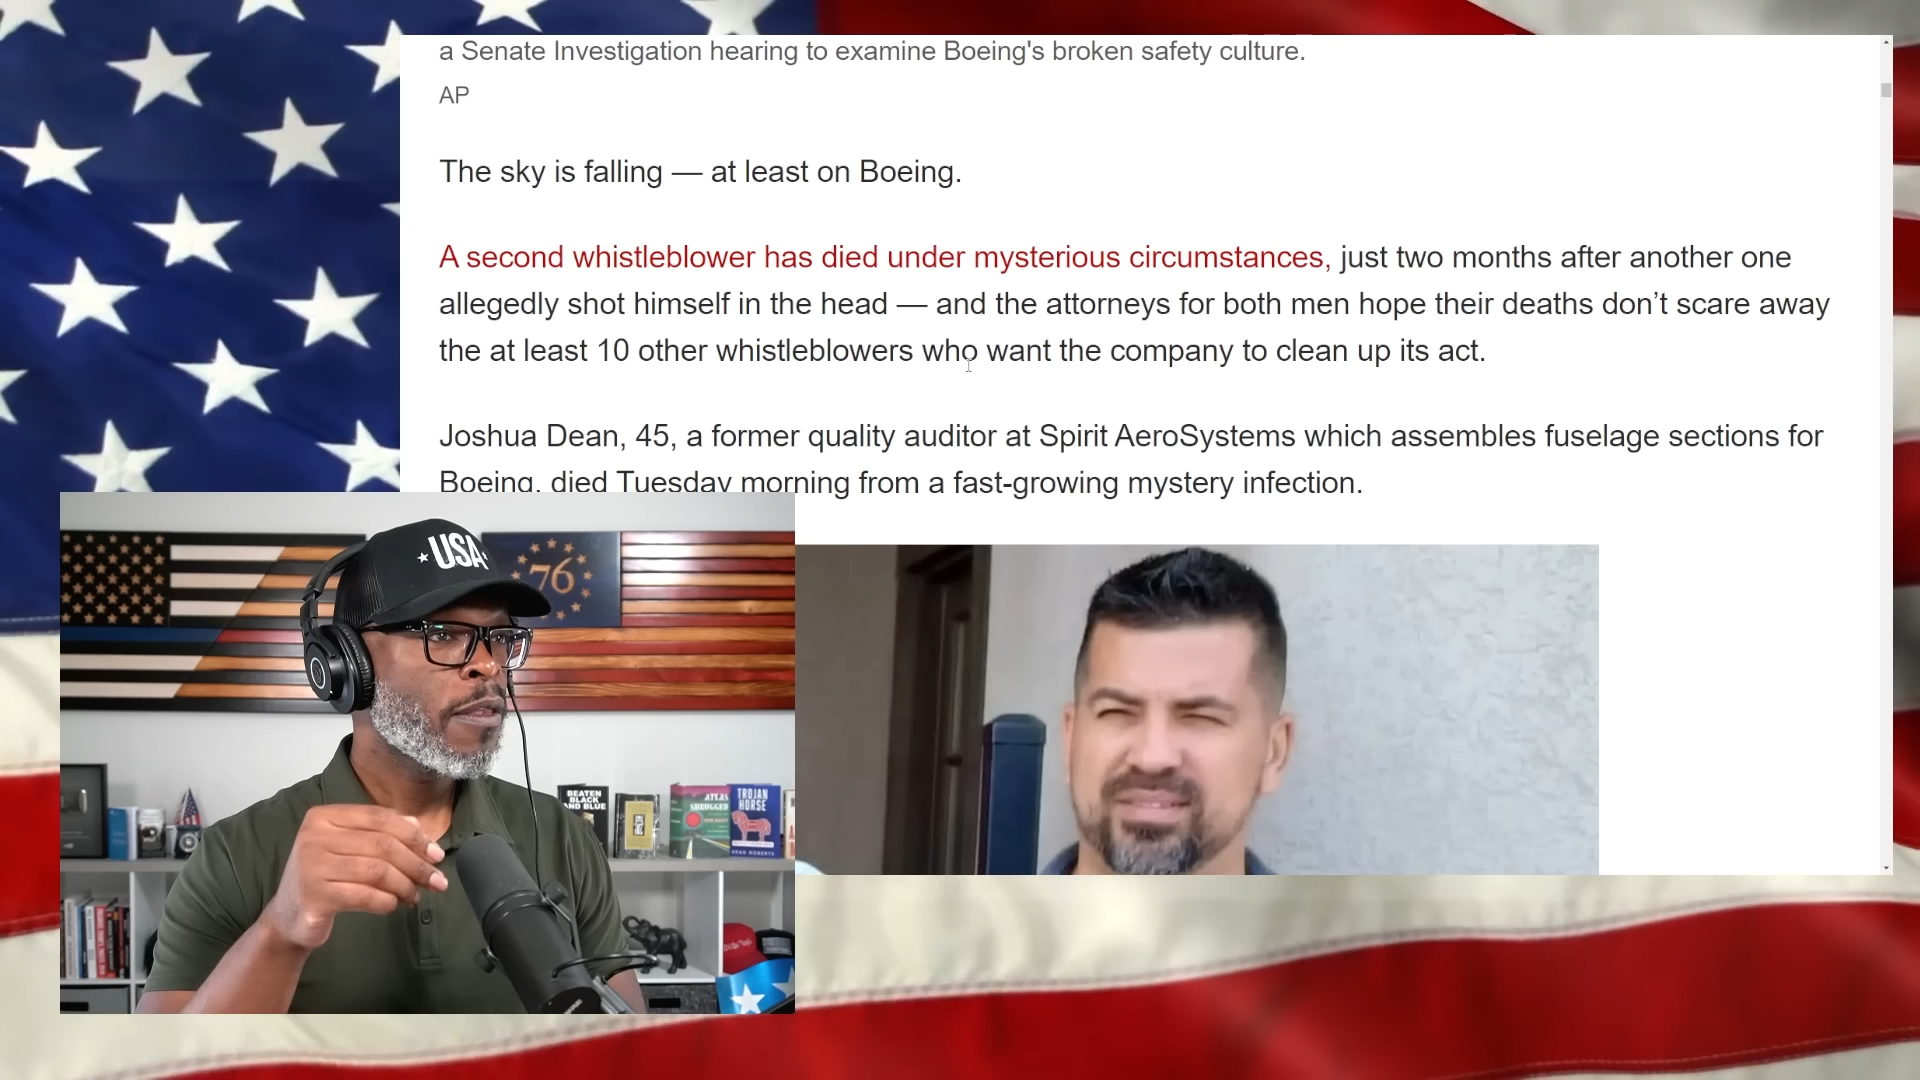 a Senate Investigation hearing to examine Boeing's broken safety culture.
AP
The sky is falling — at least on Boeing.
A second whistleblower has died under mysterious circumstances, just two months after another one
allegedly shot himself in the head — and the attorneys for both men hope their deaths don’t scare away
the at least 10 other whistleblowers who want the company to clean up its act.
Joshua Dean, 45, a former quality auditor at Spirit AeroSystems which assembles fuselage sections for
Boeing, died Tuesday morning from a fast-growing mystery infection.
USA
76
BEATEN
BLACK
AND BLUE
ATLAS
SHRUGGED
TROJAN
HORSE